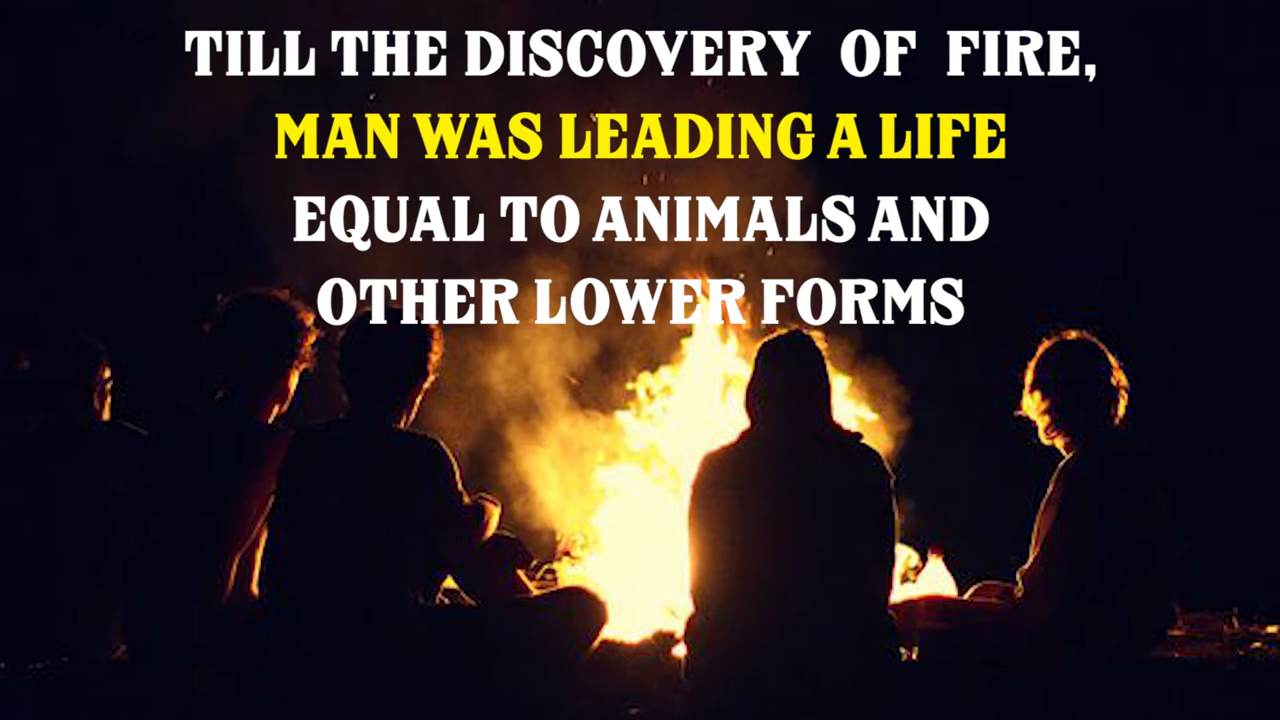 TILL THE DISCOVERY OF FIRE,
MAN WAS LEADING A LIFE
EQUAL TO ANIMALS AND
OTHER LOWER FORMS